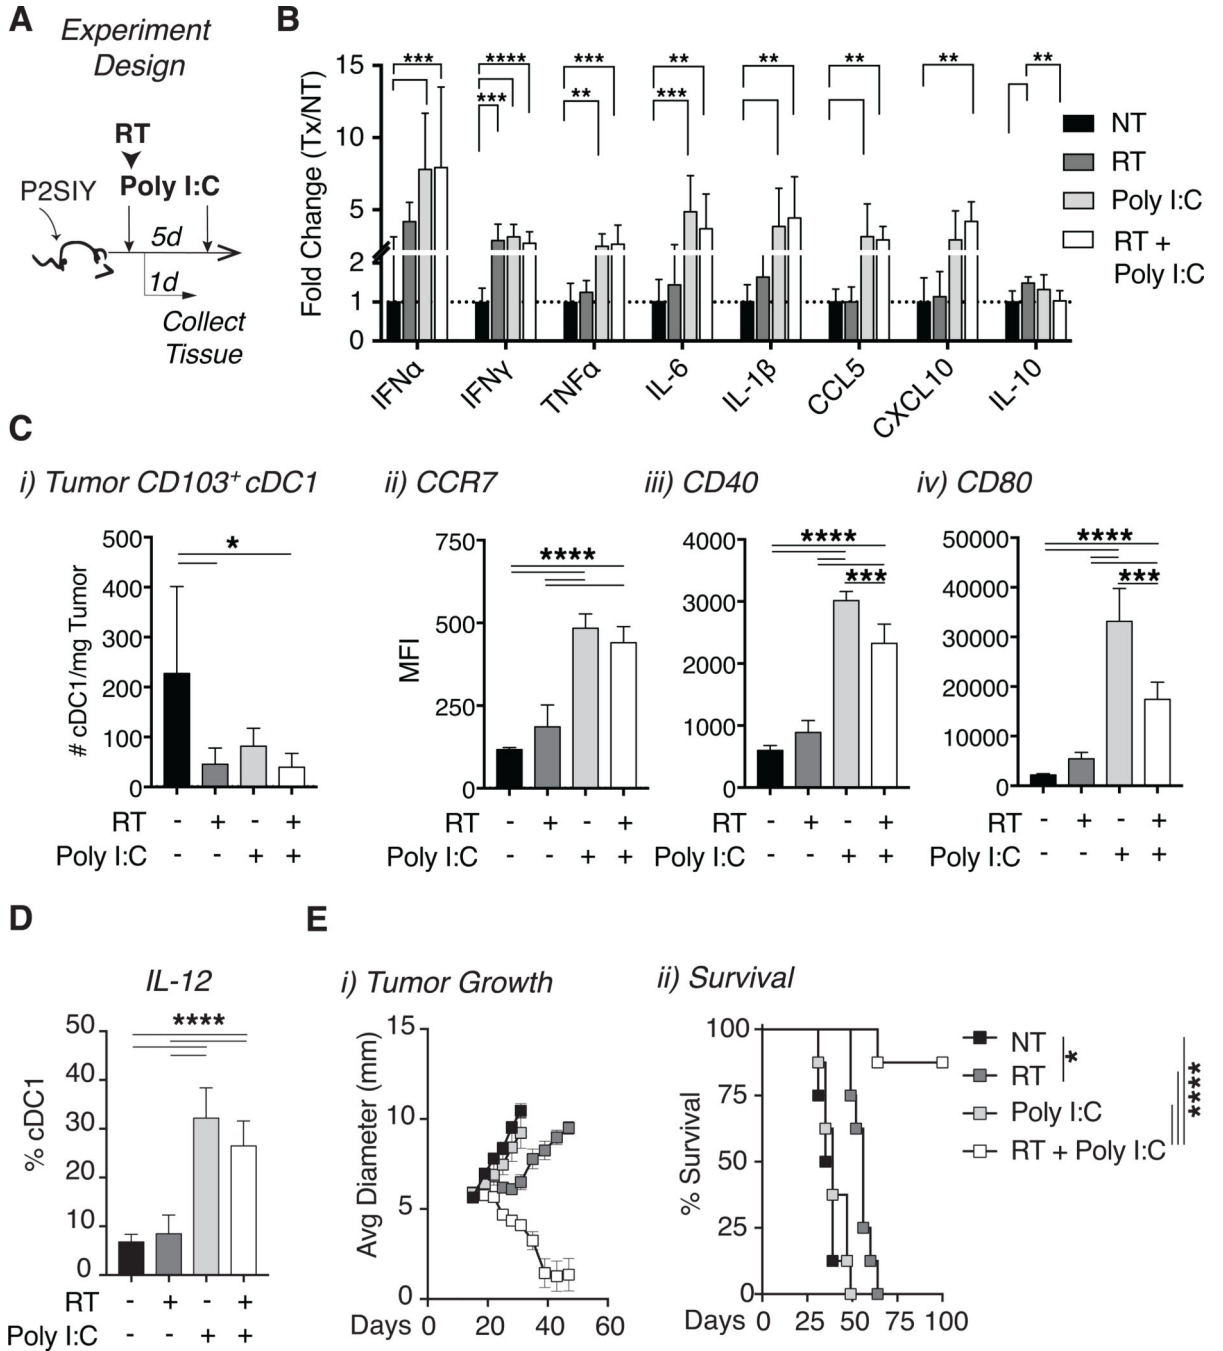 A
Experiment
Design
RT
P2SIY
Poly I:C
5d
1d
Collect
Tissue
B
Fold Change (Tx/NT)
15
10
5
2
1
0
***
****
***
***
**
**
***
**
**
**
**
NT
RT
Poly I:C
RT +
Poly I:C
IFNα
IFNγ
TNFα
IL-6
IL-1β
CCL5
CXCL10
IL-10
C
i) Tumor CD103+ cDC1
# cDC1/mg Tumor
500
400
300
200
100
0
*
RT - + - +
Poly I:C - - + +
ii) CCR7
MFI
750
500
250
0
****
RT - + - +
Poly I:C - - + +
iii) CD40
4000
3000
2000
1000
0
****
***
RT - + - +
Poly I:C - - + +
iv) CD80
50000
40000
30000
20000
10000
0
****
***
RT - + - +
Poly I:C - - + +
D
IL-12
% cDC1
50
40
30
20
10
0
****
RT - + - +
Poly I:C - - + +
E
i) Tumor Growth
Avg Diameter (mm)
15
10
5
0
Days 0 20 40 60
ii) Survival
% Survival
100
75
50
25
0
Days 0 25 50 75 100
NT
RT
Poly I:C
RT + Poly I:C
*
****